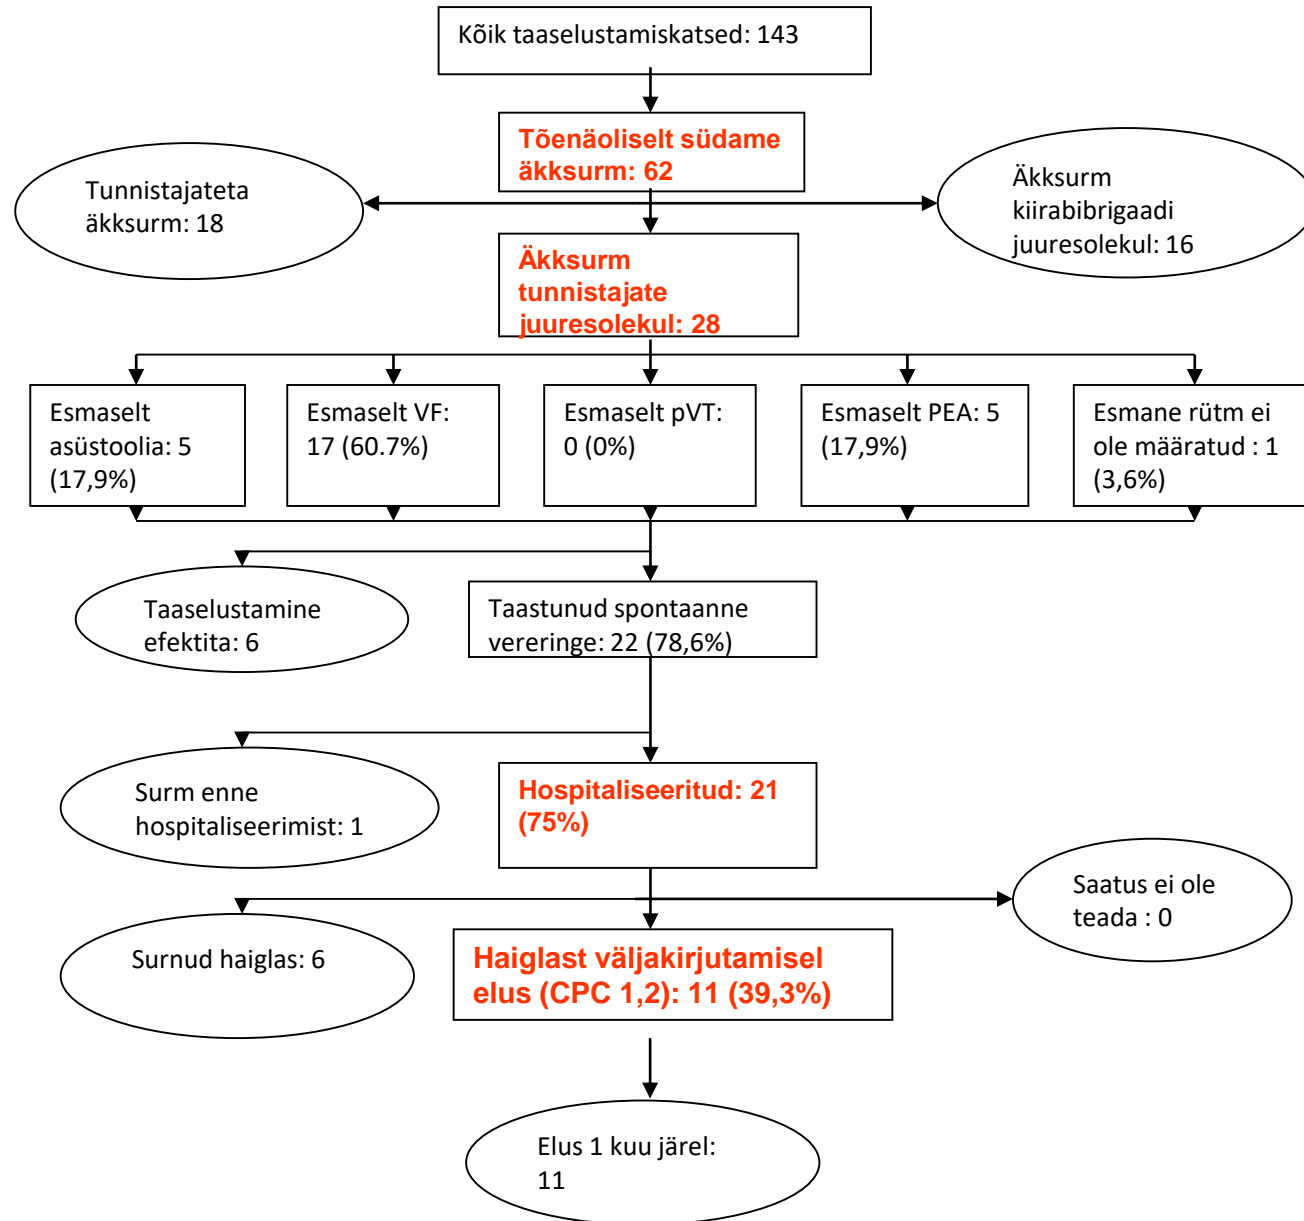 Kõik taaselustamiskatsed: 143
Tõenäoliselt südame
äkksurm: 62
Tunnistajateta
äkksurm: 18
Äkksurm
kiirabibrigaadi
juuresolekul: 16
Äkksurm
tunnistajate
juuresolekul: 28
Esmaselt
asüstoolia: 5
(17,9%)
Esmaselt VF:
17 (60.7%)
Esmaselt pVT:
0 (0%)
Esmaselt PEA: 5
(17,9%)
Esmane rütm ei
ole määratud : 1
(3,6%)
Taaselustamine
efektita: 6
Taastunud spontaanne
vereringe: 22 (78,6%)
Surm enne
hospitaliseerimist: 1
Hospitaliseeritud: 21
(75%)
Saatus ei ole
teada : 0
Surnud haiglas: 6
Haiglast väljakirjutamisel
elus (CPC 1,2): 11 (39,3%)
Elus 1 kuu järel:
11